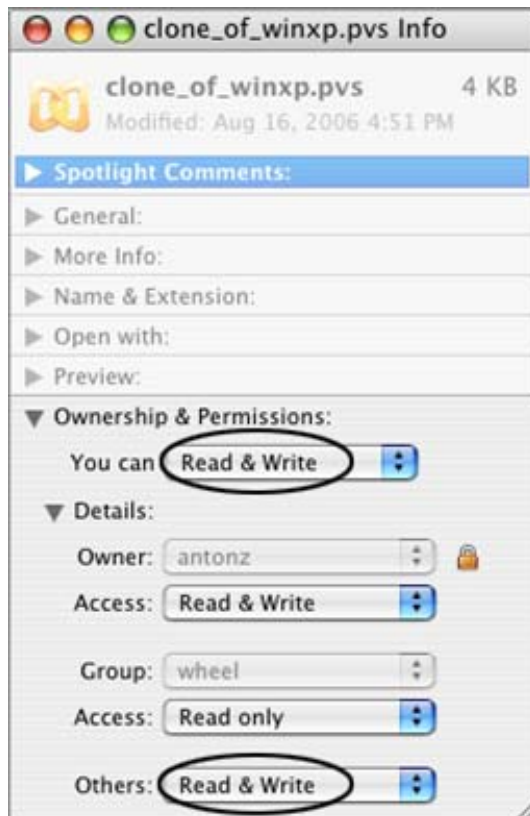 clone_of_winxp.pvs Info
clone_of_winxp.pvs 4 KB
Modified: Aug 16, 2006 4:51 PM
Spotlight Comments:
General:
More Info:
Name & Extension:
Open with:
Preview:
Ownership & Permissions:
You can Read & Write
Details:
Owner: antonz
Access: Read & Write
Group: wheel
Access: Read only
Others: Read & Write